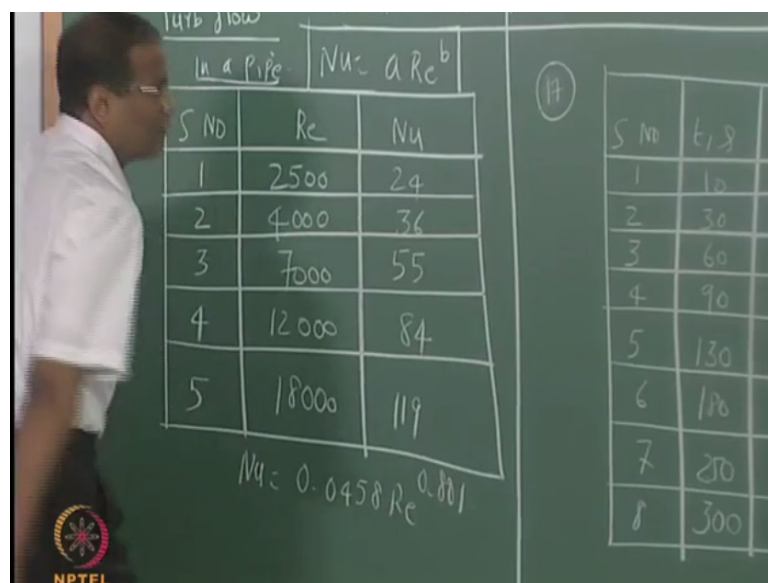 Turb flow
in a pipe
Nu = a Re^b
S NO Re Nu
1 2500 24
2 4000 36
3 7000 55
4 12000 84
5 18000 119
Nu = 0.0458 Re^0.801
17
S NO t, s
1 10
2 30
3 60
4 90
5 130
6 180
7 250
8 300
NPTEL